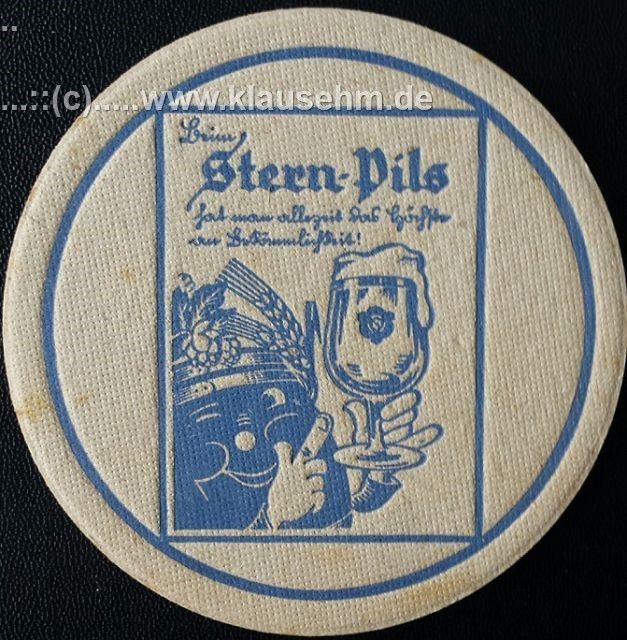 ...::(c).....www.klausehm.de
Beim
Stern-Pils
hat man allezeit das Höchste
an Bekömmlichkeit!